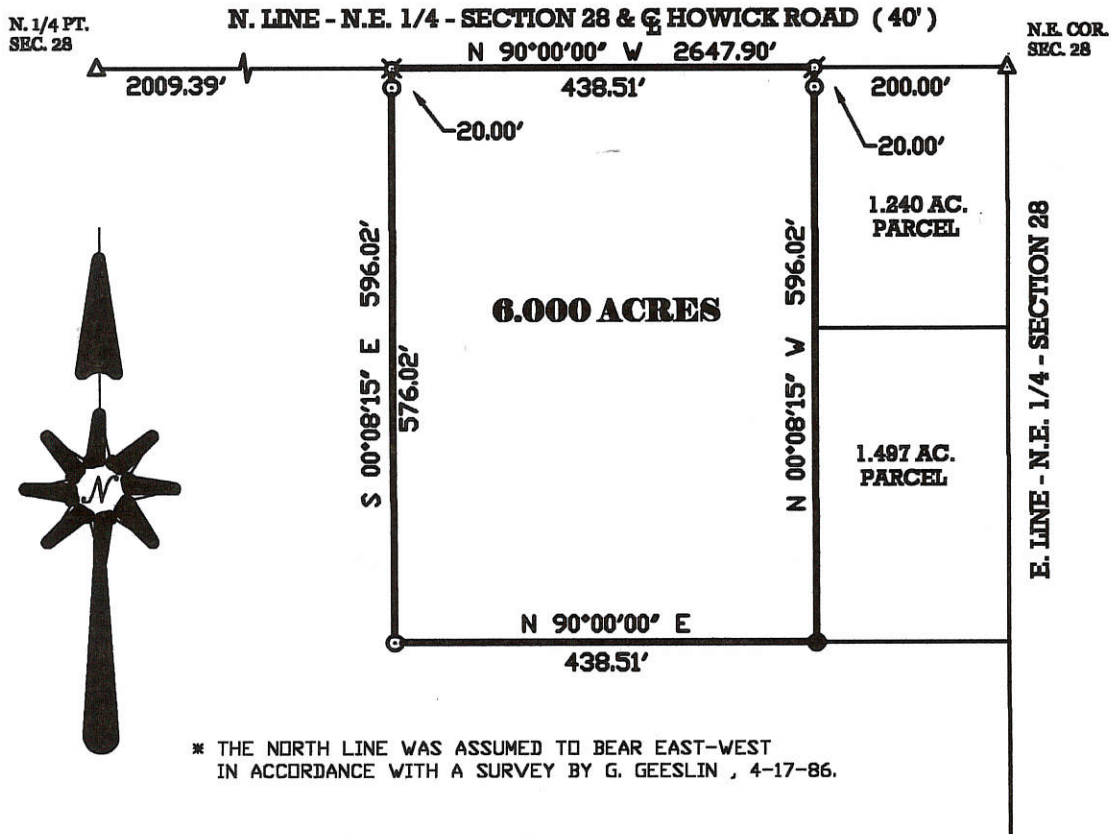 N. LINE - N.E. 1/4 - SECTION 28 & ℄ HOWICK ROAD (40')
N. 1/4 PT.
SEC. 28
N.E. COR.
SEC. 28
N 90°00'00" W 2647.90'
2009.39'
438.51'
200.00'
20.00'
20.00'
1.240 AC.
PARCEL
S 00°08'15" E 596.02'
576.02'
6.000 ACRES
N 00°08'15" W 596.02'
E. LINE - N.E. 1/4 - SECTION 28
1.497 AC.
PARCEL
N
N 90°00'00" E
438.51'
* THE NORTH LINE WAS ASSUMED TO BEAR EAST-WEST
IN ACCORDANCE WITH A SURVEY BY G. GEESLIN , 4-17-86.